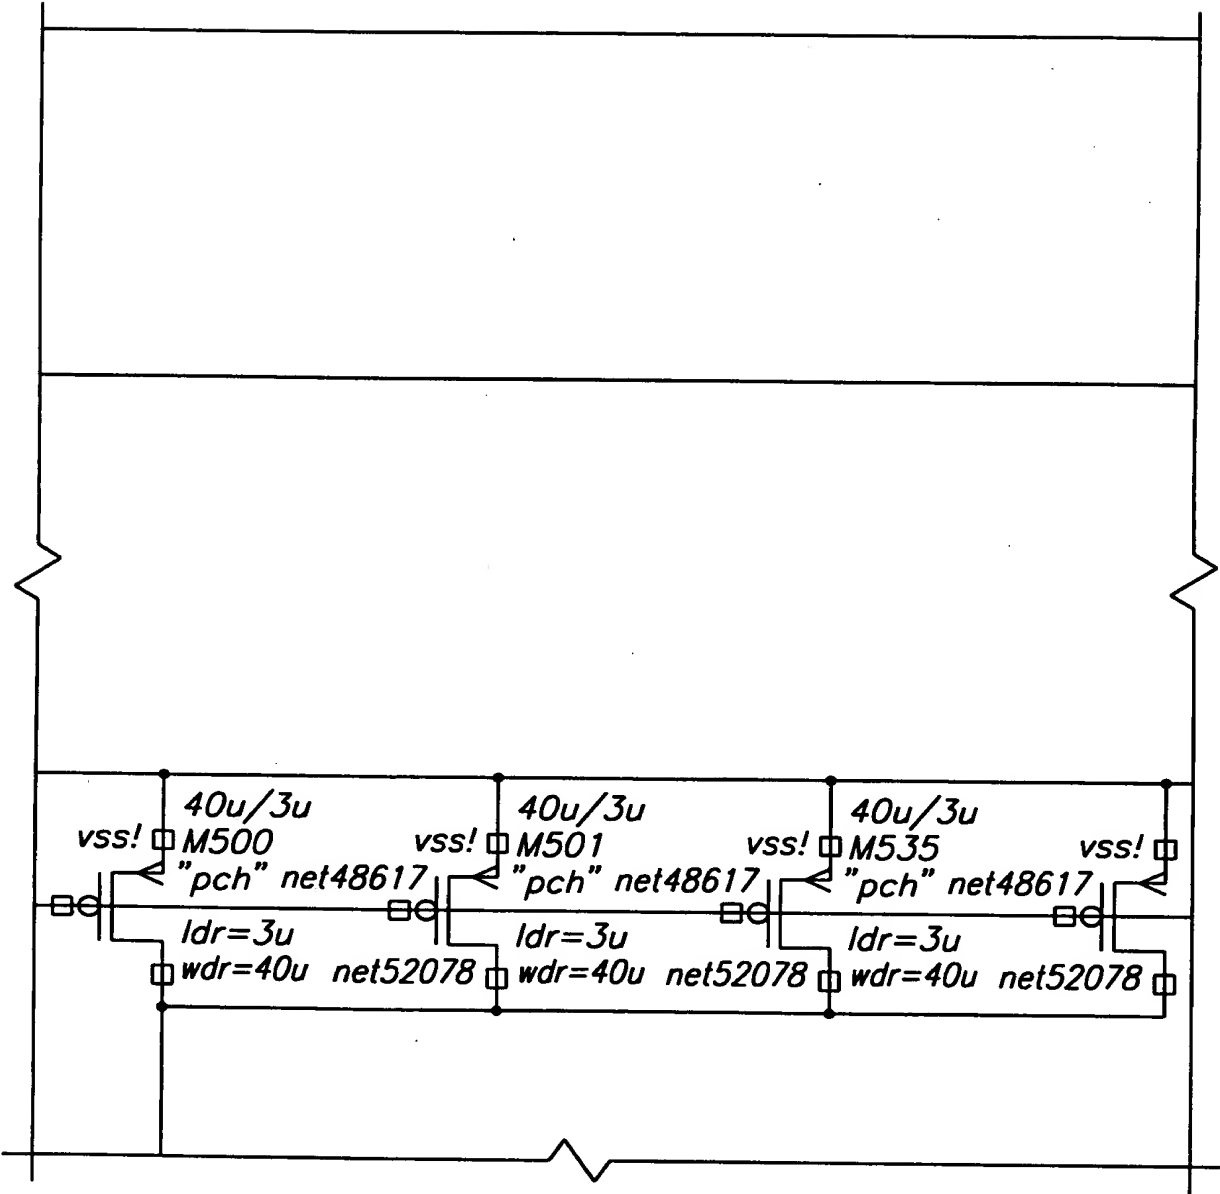 40u/3u
40u/3u
40u/3u
vss! M500
vss! M501
vss! M535
vss!
"pch" net48617
"pch" net48617
"pch" net48617
ldr=3u
ldr=3u
ldr=3u
wdr=40u net52078
wdr=40u net52078
wdr=40u net52078